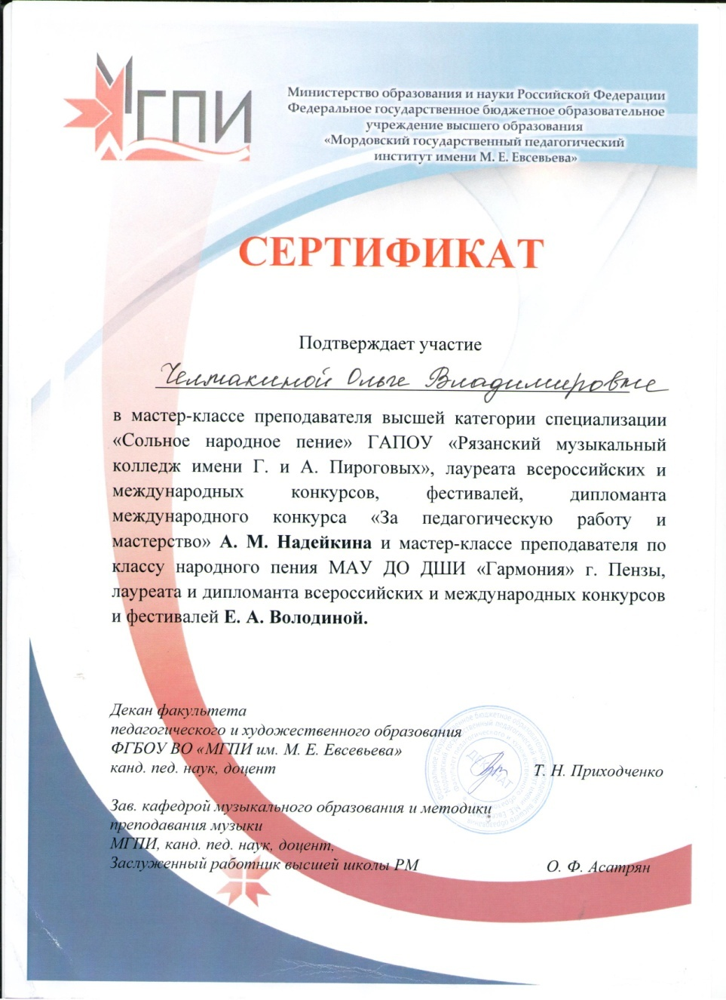 МГПИ
Министерство образования и науки Российской Федерации
Федеральное государственное бюджетное образовательное
учреждение высшего образования
«Мордовский государственный педагогический
институт имени М. Е. Евсевьева»
СЕРТИФИКАТ
Подтверждает участие
Челмакиной Ольге Владимировне
в мастер-классе преподавателя высшей категории специализации
«Сольное народное пение» ГАПОУ «Рязанский музыкальный
колледж имени Г. и А. Пироговых», лауреата всероссийских и
международных конкурсов, фестивалей, дипломанта
международного конкурса «За педагогическую работу и
мастерство» А. М. Надейкина и мастер-классе преподавателя по
классу народного пения МАУ ДО ДШИ «Гармония» г. Пензы,
лауреата и дипломанта всероссийских и международных конкурсов
и фестивалей Е. А. Володиной.
Декан факультета
педагогического и художественного образования
ФГБОУ ВО «МГПИ им. М. Е. Евсевьева»
канд. пед. наук, доцент Т. Н. Приходченко
ДЕКАНАТ
Зав. кафедрой музыкального образования и методики
преподавания музыки
МГПИ, канд. пед. наук, доцент,
Заслуженный работник высшей школы РМ О. Ф. Асатрян